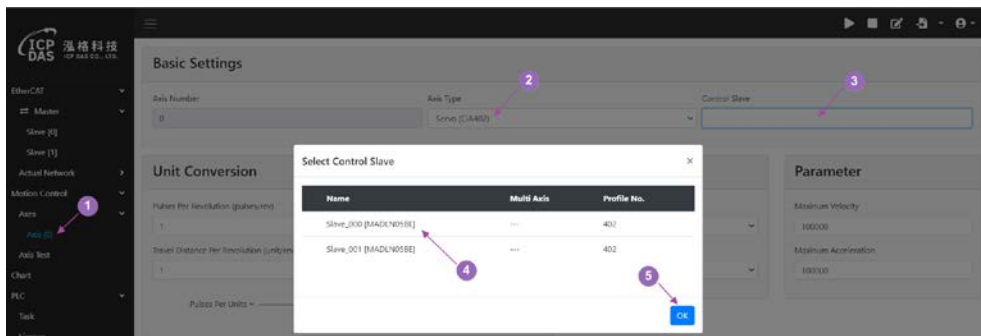 ICP DAS 泓格科技
ICP DAS CO., LTD.
EtherCAT
Master
Slave [0]
Slave [1]
Actual Network
Motion Control
Axes
Axis [0]
Axis Test
Chart
PLC
Task
1
Basic Settings
2
3
Axis Number
Axis Type
Control Slave
0
Servo (CiA402)
Unit Conversion
Parameter
Pulses Per Revolution (pulses/rev)
1
Travel Distance Per Revolution (unit/rev
1
Pulses Per Units =
Maximum Velocity
100000
Maximum Acceleration
100000
Select Control Slave
×
Name
Multi Axis
Profile No.
Slave_000 [MADLN05BE]
---
402
Slave_001 [MADLN05BE]
---
402
4
5
OK